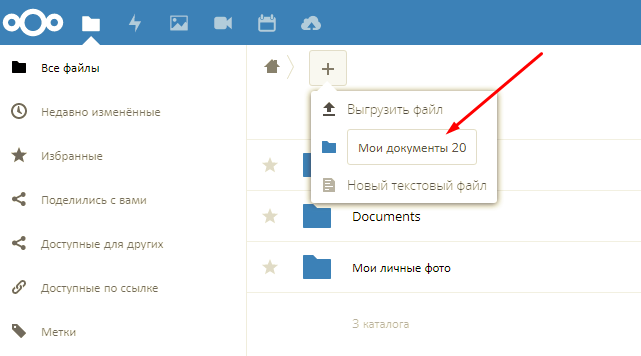 Все файлы
Недавно изменённые
Избранные
Поделились с вами
Доступные для других
Доступные по ссылке
Метки
+
Выгрузить файл
Мои документы 20
Новый текстовый файл
Documents
Мои личные фото
3 каталога